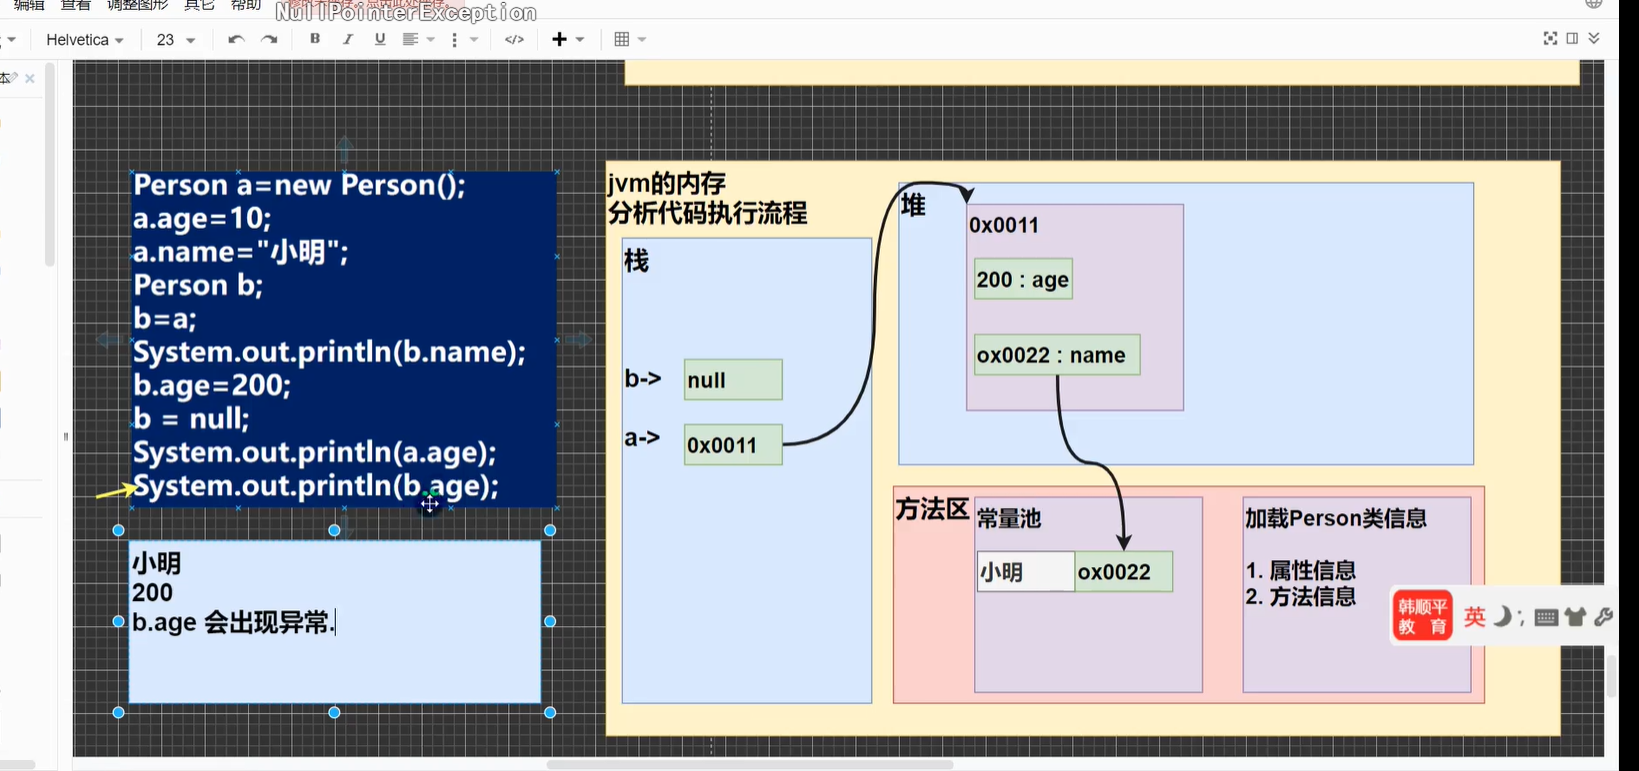 编辑 查看 调整图形 其它 帮助
NullPointerException
Helvetica 23 B I U
本
Person a=new Person();
a.age=10;
a.name="小明";
Person b;
b=a;
System.out.println(b.name);
b.age=200;
b = null;
System.out.println(a.age);
System.out.println(b.age);
小明
200
b.age 会出现异常.
jvm的内存
分析代码执行流程
栈
b-> null
a-> 0x0011
堆
0x0011
200 : age
ox0022 : name
方法区
常量池
小明 ox0022
加载Person类信息
1. 属性信息
2. 方法信息
韩顺平
教 育
英